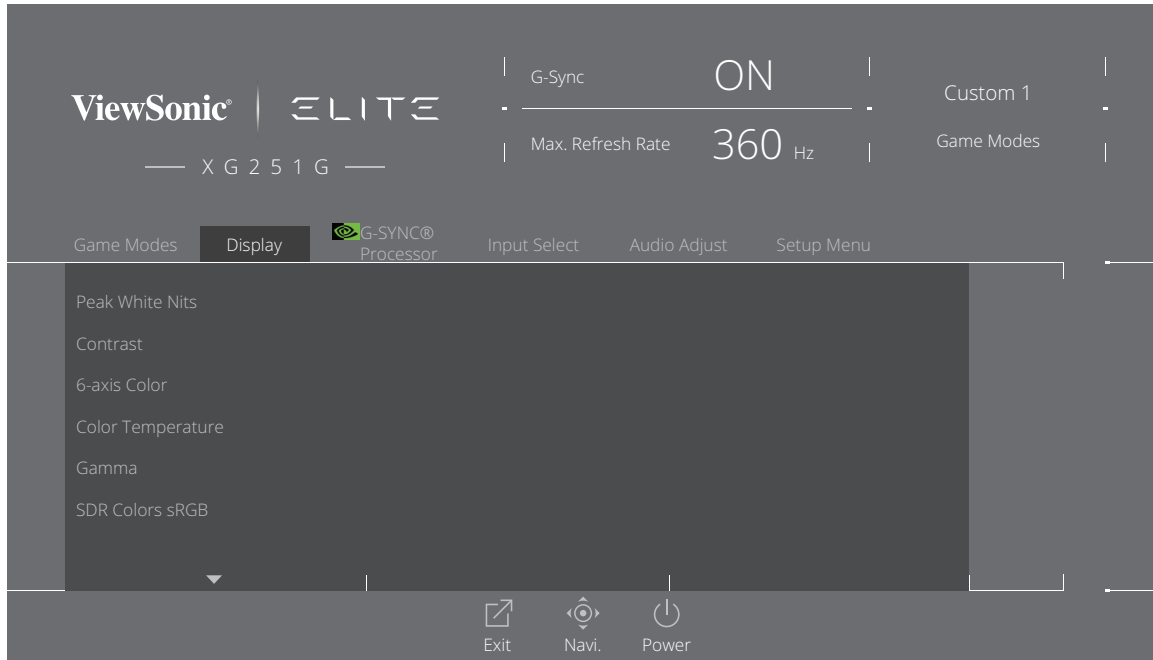 ViewSonic® ELITE
XG251G
G-Sync ON
Max. Refresh Rate 360 Hz
Custom 1
Game Modes
Game Modes
Display
G-SYNC®
Processor
Input Select
Audio Adjust
Setup Menu
Peak White Nits
Contrast
6-axis Color
Color Temperature
Gamma
SDR Colors sRGB
Exit
Navi.
Power